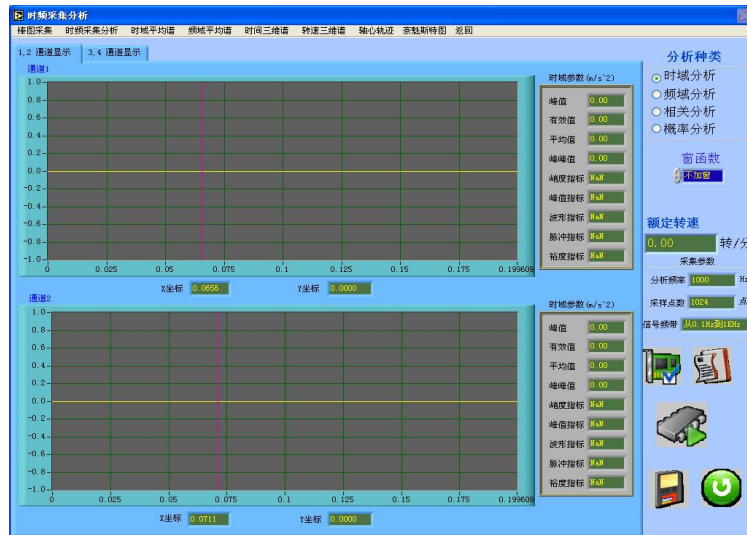 时频采集分析
棒图采集 时频采集分析 时域平均谱 频域平均谱 时间三维谱 转速三维谱 轴心轨迹 奈魁斯特图 返回
1,2 通道显示 3,4 通道显示
通道1
1.0
0.8
0.6
0.4
0.2
0.0
-0.2
-0.4
-0.6
-0.8
-1.0
0 0.025 0.05 0.075 0.1 0.125 0.15 0.175 0.199609
X坐标 0.0656 Y坐标 0.0000
时域参数(m/s^2)
峰值 0.00
有效值 0.00
平均值 0.00
峰峰值 0.00
峭度指标 NaN
峰值指标 NaN
波形指标 NaN
脉冲指标 NaN
裕度指标 NaN
通道2
1.0
0.8
0.6
0.4
0.2
0.0
-0.2
-0.4
-0.6
-0.8
-1.0
0 0.025 0.05 0.075 0.1 0.125 0.15 0.175 0.199609
X坐标 0.0711 Y坐标 0.0000
时域参数(m/s^2)
峰值 0.00
有效值 0.00
平均值 0.00
峰峰值 0.00
峭度指标 NaN
峰值指标 NaN
波形指标 NaN
脉冲指标 NaN
裕度指标 NaN
分析种类
时域分析
频域分析
相关分析
概率分析
窗函数
不加窗
额定转速
0.00 转/分
采集参数
分析频率 1000 Hz
采样点数 1024 点
信号频带 从0.1Hz到1KHz